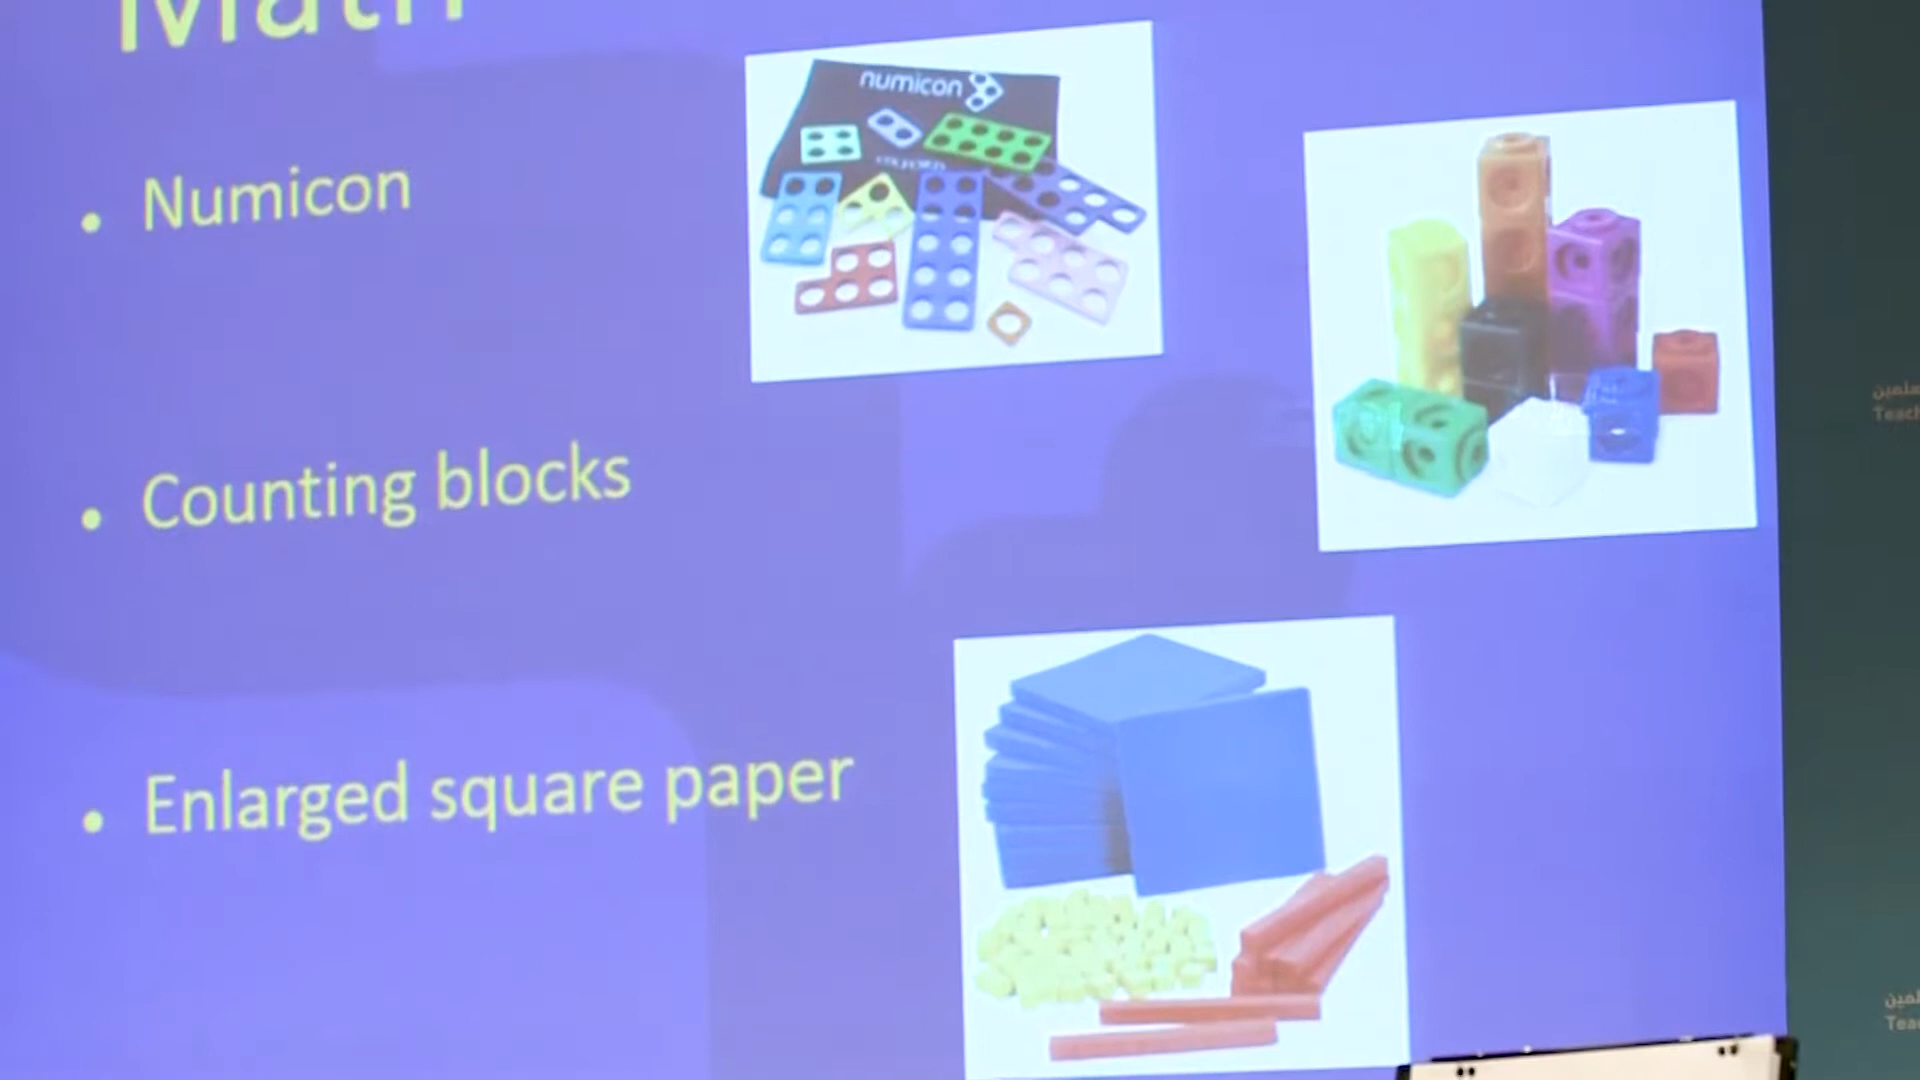 Math
numicon
• Numicon
• Counting blocks
• Enlarged square paper